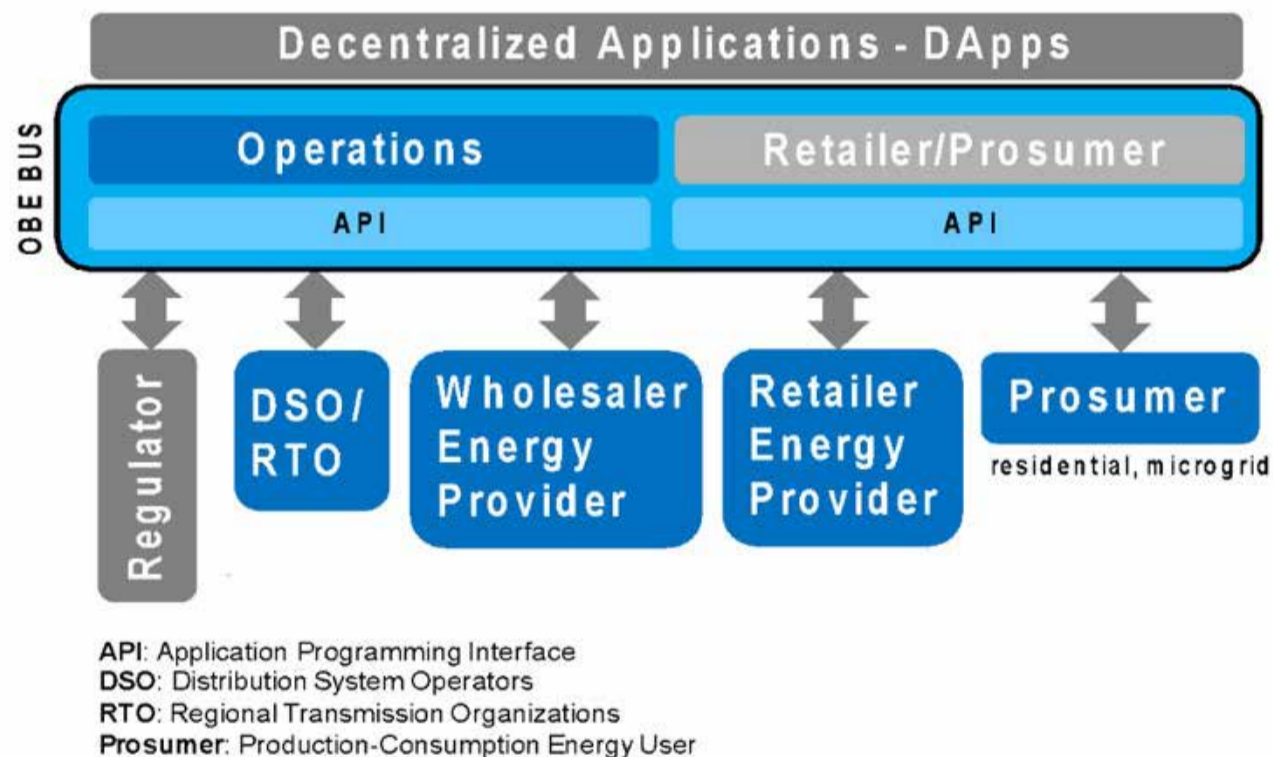 Decentralized Applications - DApps
OBE BUS
Operations
Retailer/Prosumer
API
API
Regulator
DSO/
RTO
Wholesaler
Energy
Provider
Retailer
Energy
Provider
Prosumer
residential, microgrid
API: Application Programming Interface
DSO: Distribution System Operators
RTO: Regional Transmission Organizations
Prosumer: Production-Consumption Energy User